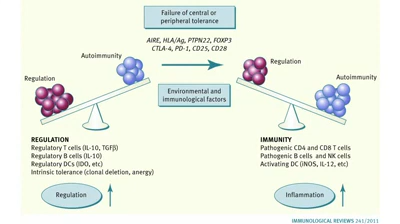 Failure of central or
peripheral tolerance
AIRE, HLA/Ag, PTPN22, FOXP3
CTLA-4, PD-1, CD25, CD28
Autoimmunity
Regulation
Regulation
Autoimmunity
Environmental and
immunological factors
REGULATION
Regulatory T cells (IL-10, TGFβ)
Regulatory B cells (IL-10)
Regulatory DCs (IDO, etc)
Intrinsic tolerance (clonal deletion, anergy)
Regulation
IMMUNITY
Pathogenic CD4 and CD8 T cells
Pathogenic B cells and NK cells
Activating DC (iNOS, IL-12, etc)
Inflammation
IMMUNOLOGICAL REVIEWS 241/2011